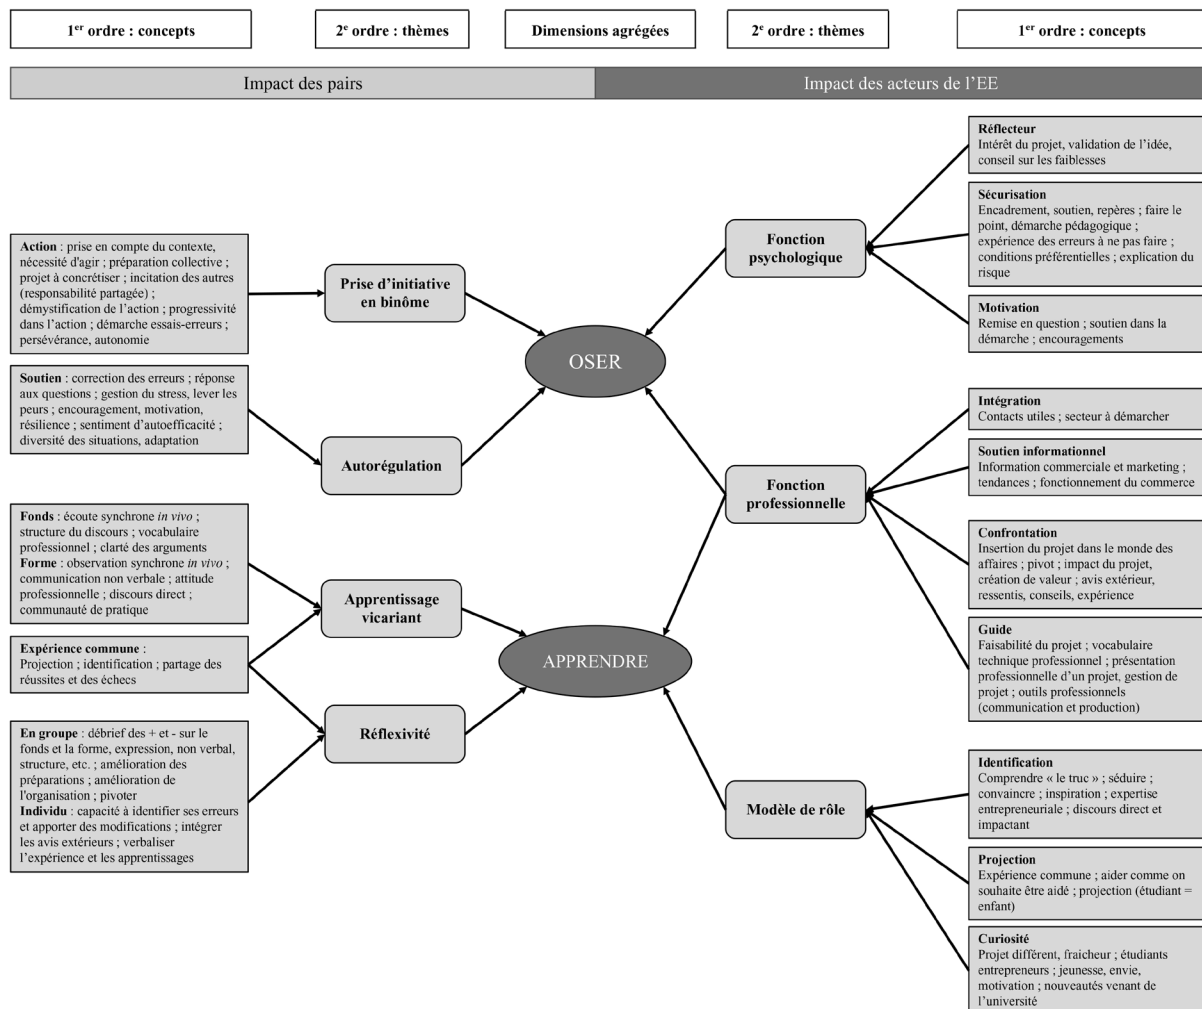 1er ordre : concepts
2e ordre : thèmes
Dimensions agrégées
2e ordre : thèmes
1er ordre : concepts
Impact des pairs
Impact des acteurs de l'EE
Action : prise en compte du contexte,
nécessité d'agir ; préparation collective ;
projet à concrétiser ; incitation des autres
(responsabilité partagée) ;
démystification de l'action ; progressivité
dans l'action ; démarche essais-erreurs ;
persévérance, autonomie
Soutien : correction des erreurs ; réponse
aux questions ; gestion du stress, lever les
peurs ; encouragement, motivation,
résilience ; sentiment d'autoefficacité ;
diversité des situations, adaptation
Fonds : écoute synchrone in vivo ;
structure du discours ; vocabulaire
professionnel ; clarté des arguments
Forme : observation synchrone in vivo ;
communication non verbale ; attitude
professionnelle ; discours direct ;
communauté de pratique
Expérience commune :
Projection ; identification ; partage des
réussites et des échecs
En groupe : débrief des + et - sur le
fonds et la forme, expression, non verbal,
structure, etc. ; amélioration des
préparations ; amélioration de
l'organisation ; pivoter
Individu : capacité à identifier ses erreurs
et apporter des modifications ; intégrer
les avis extérieurs ; verbaliser
l'expérience et les apprentissages
Prise d'initiative
en binôme
Autorégulation
Apprentissage
vicariant
Réflexivité
OSER
APPRENDRE
Fonction
psychologique
Fonction
professionnelle
Modèle de rôle
Réflecteur
Intérêt du projet, validation de l'idée,
conseil sur les faiblesses
Sécurisation
Encadrement, soutien, repères ; faire le
point, démarche pédagogique ;
expérience des erreurs à ne pas faire ;
conditions préférentielles ; explication du
risque
Motivation
Remise en question ; soutien dans la
démarche ; encouragements
Intégration
Contacts utiles ; secteur à démarcher
Soutien informationnel
Information commerciale et marketing ;
tendances ; fonctionnement du commerce
Confrontation
Insertion du projet dans le monde des
affaires ; pivot ; impact du projet,
création de valeur ; avis extérieur,
ressentis, conseils, expérience
Guide
Faisabilité du projet ; vocabulaire
technique professionnel ; présentation
professionnelle d'un projet, gestion de
projet ; outils professionnels
(communication et production)
Identification
Comprendre « le truc » ; séduire ;
convaincre ; inspiration ; expertise
entrepreneuriale ; discours direct et
impactant
Projection
Expérience commune ; aider comme on
souhaite être aidé ; projection (étudiant =
enfant)
Curiosité
Projet différent, fraicheur ; étudiants
entrepreneurs ; jeunesse, envie,
motivation ; nouveautés venant de
l'université